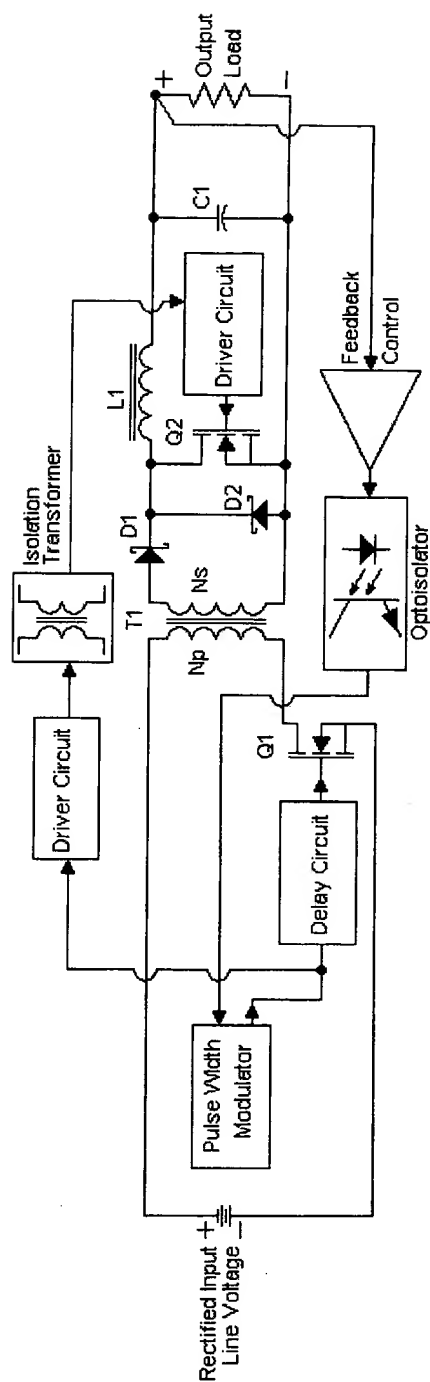 Rectified Input
Line Voltage
+
−
Pulse Width
Modulator
Driver Circuit
Isolation
Transformer
Delay Circuit
Q1
T1
Np
Ns
D1
D2
Q2
L1
Driver Circuit
C1
+
−
Output
Load
Feedback
Control
Optoisolator